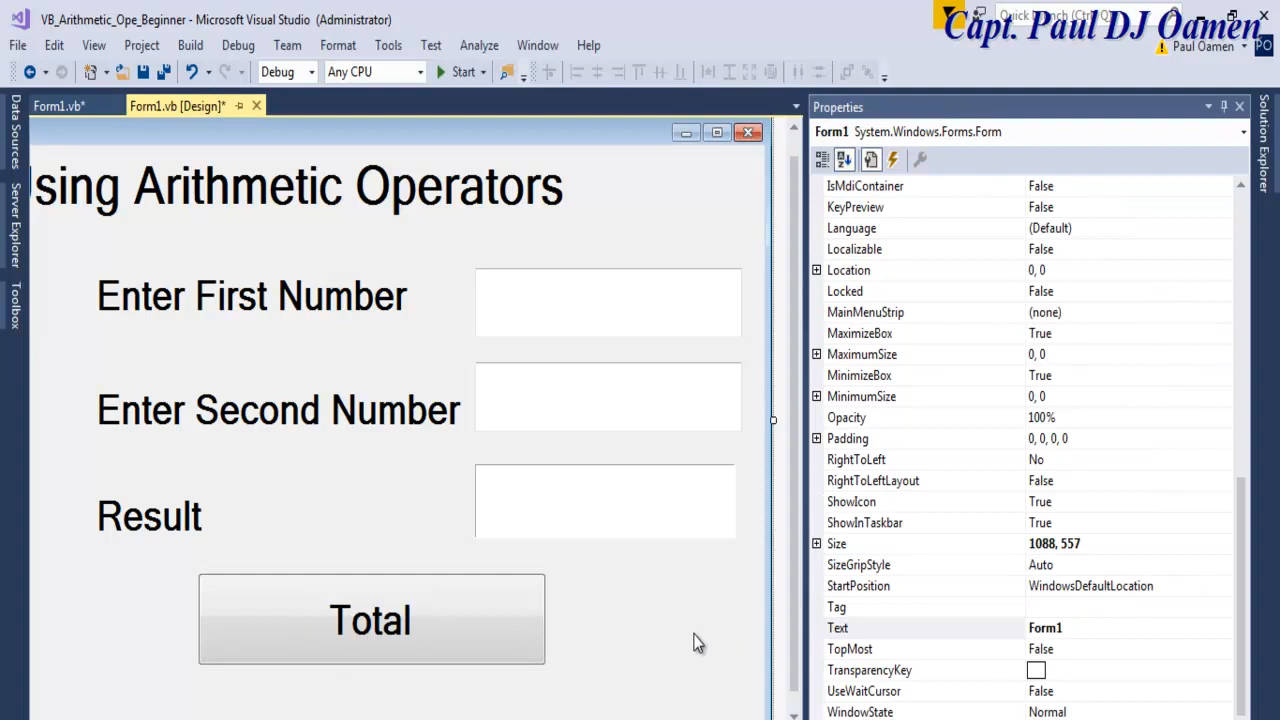 VB_Arithmetic_Ope_Beginner - Microsoft Visual Studio (Administrator)
Quick Launch (Ctrl+Q)
Capt. Paul DJ Oamen
File Edit View Project Build Debug Team Format Tools Test Analyze Window Help
Paul Oamen PO
Debug Any CPU Start
Data Sources
Server Explorer
Toolbox
Form1.vb* Form1.vb [Design]*
sing Arithmetic Operators
Enter First Number
Enter Second Number
Result
Total
Properties
Form1 System.Windows.Forms.Form
IsMdiContainer False
KeyPreview False
Language (Default)
Localizable False
Location 0, 0
Locked False
MainMenuStrip (none)
MaximizeBox True
MaximumSize 0, 0
MinimizeBox True
MinimumSize 0, 0
Opacity 100%
Padding 0, 0, 0, 0
RightToLeft No
RightToLeftLayout False
ShowIcon True
ShowInTaskbar True
Size 1088, 557
SizeGripStyle Auto
StartPosition WindowsDefaultLocation
Tag
Text Form1
TopMost False
TransparencyKey
UseWaitCursor False
WindowState Normal
Solution Explorer